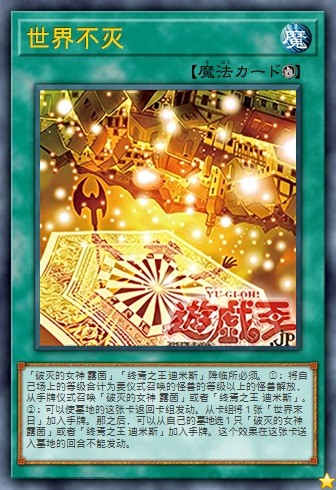 世界不灭
魔
【魔法カード】
YU-GI-OH!
遊戯王
.JP
「破灭的女神 露茵」「终焉之王 迪米斯」降临所必须。①：将自
己场上的等级合计为要仪式召唤的怪兽的等级以上的怪兽解放，
从手牌仪式召唤「破灭的女神 露茵」或者「终焉之王 迪米斯」。
②：可以使墓地的这张卡返回卡组发动。从卡组将1张「世界末
日」加入手牌。那之后，可以从自己的墓地选1只「破灭的女神
露茵」或者「终焉之王 迪米斯」加入手牌。这个效果在这张卡送
入墓地的回合不能发动。